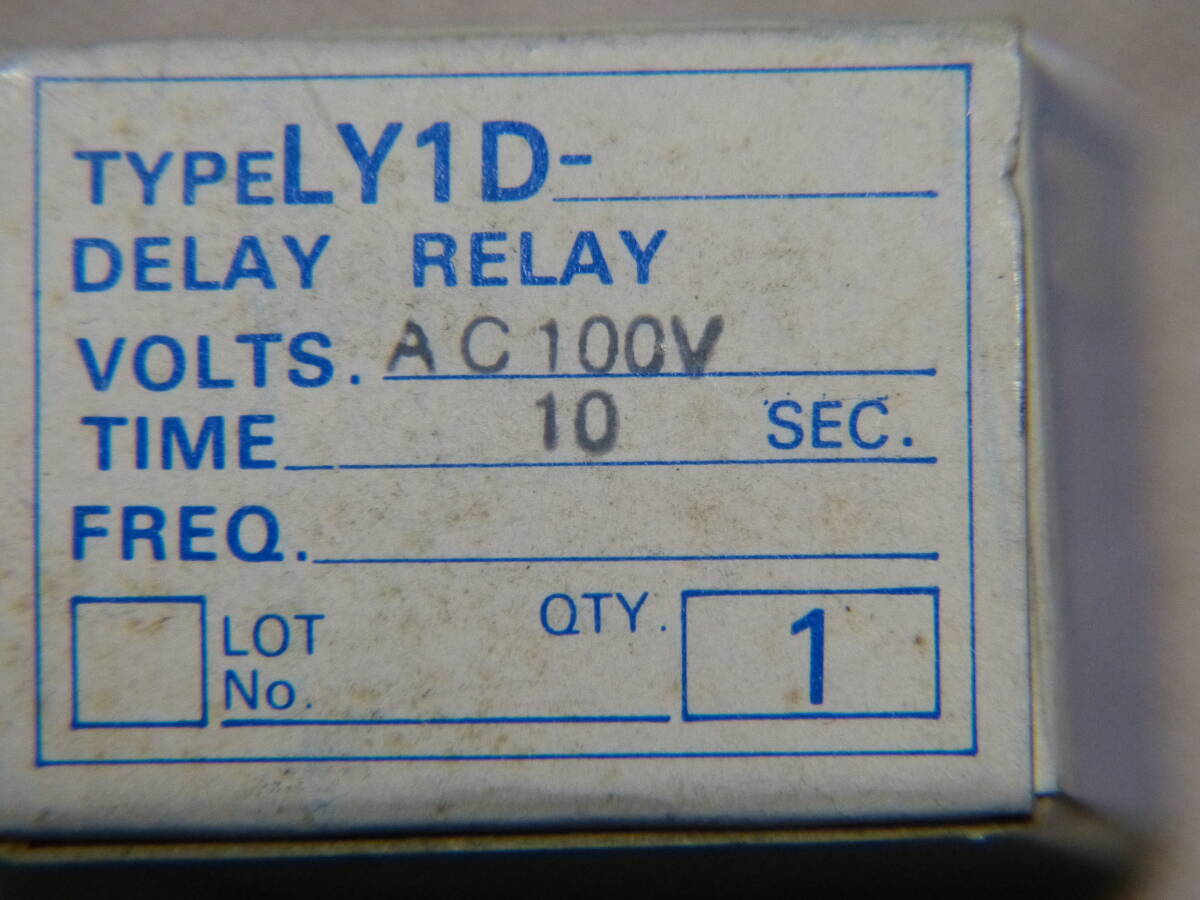 TYPE LY1D-
DELAY RELAY
VOLTS. AC100V
TIME 10 SEC.
FREQ.
LOT No. QTY. 1